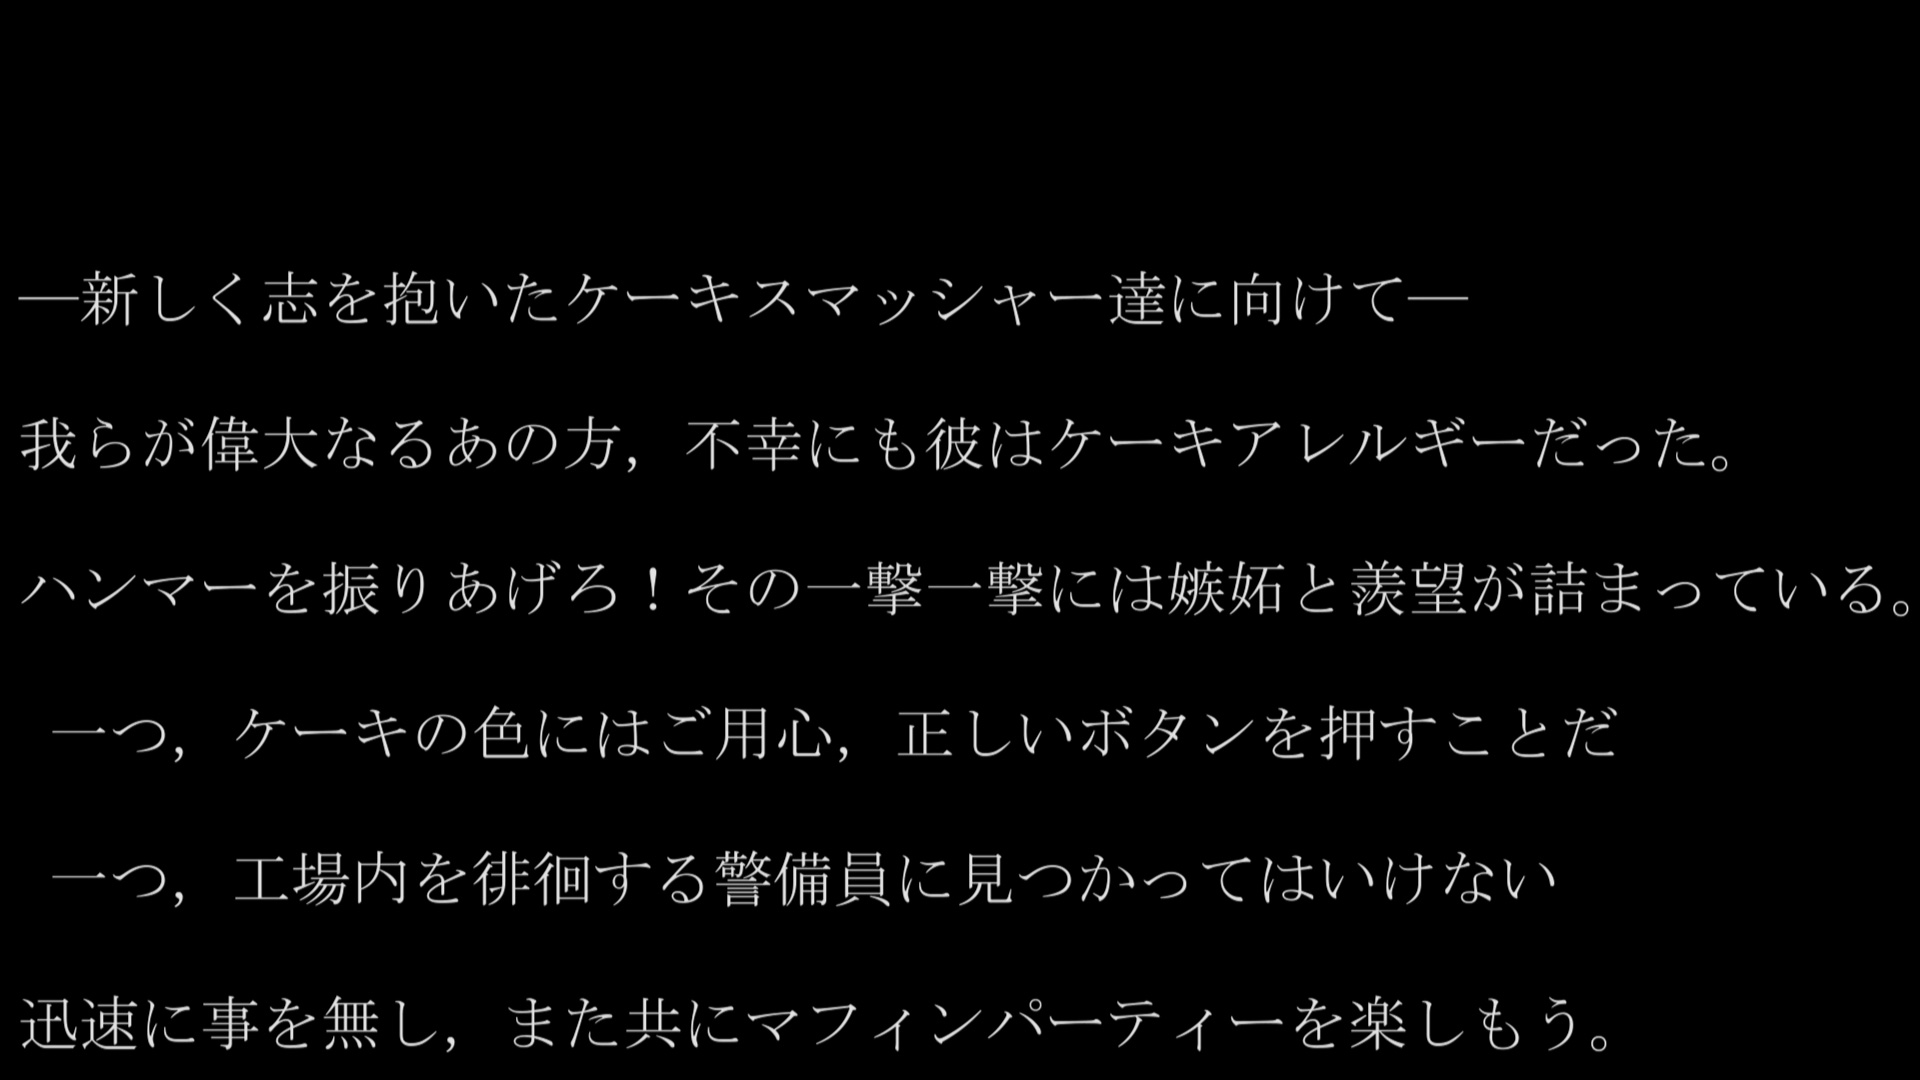 ―新しく志を抱いたケーキスマッシャー達に向けて―
我らが偉大なるあの方，不幸にも彼はケーキアレルギーだった。
ハンマーを振りあげろ！その一撃一撃には嫉妬と羨望が詰まっている。
一つ，ケーキの色にはご用心，正しいボタンを押すことだ
一つ，工場内を徘徊する警備員に見つかってはいけない
迅速に事を無し，また共にマフィンパーティーを楽しもう。